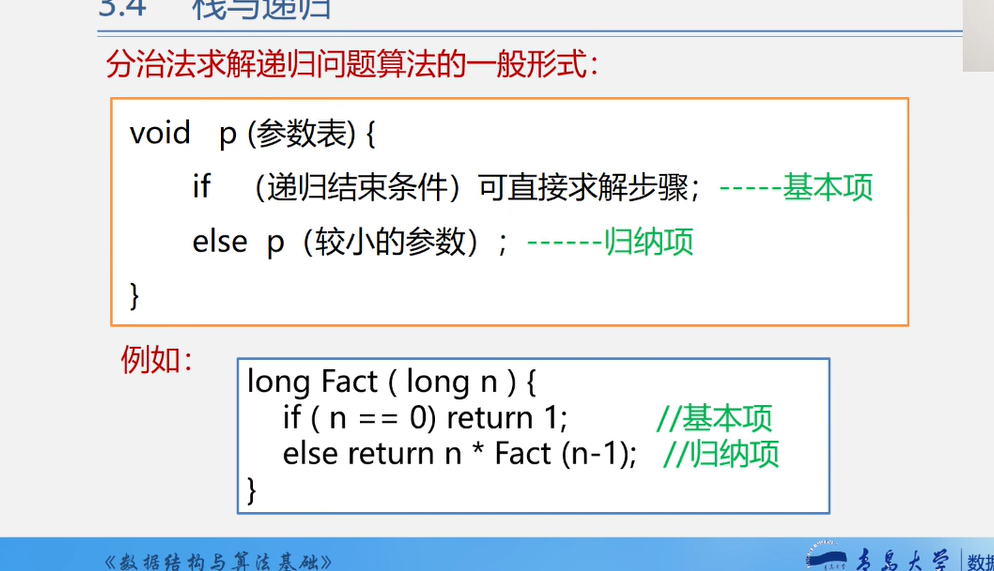 3.4 栈与递归
分治法求解递归问题算法的一般形式：
void p (参数表) {
if （递归结束条件）可直接求解步骤；-----基本项
else p（较小的参数）；------归纳项
}
例如：
long Fact ( long n ) {
if ( n == 0) return 1; //基本项
else return n * Fact (n-1); //归纳项
}
《数据结构与算法基础》
青岛大学
数据